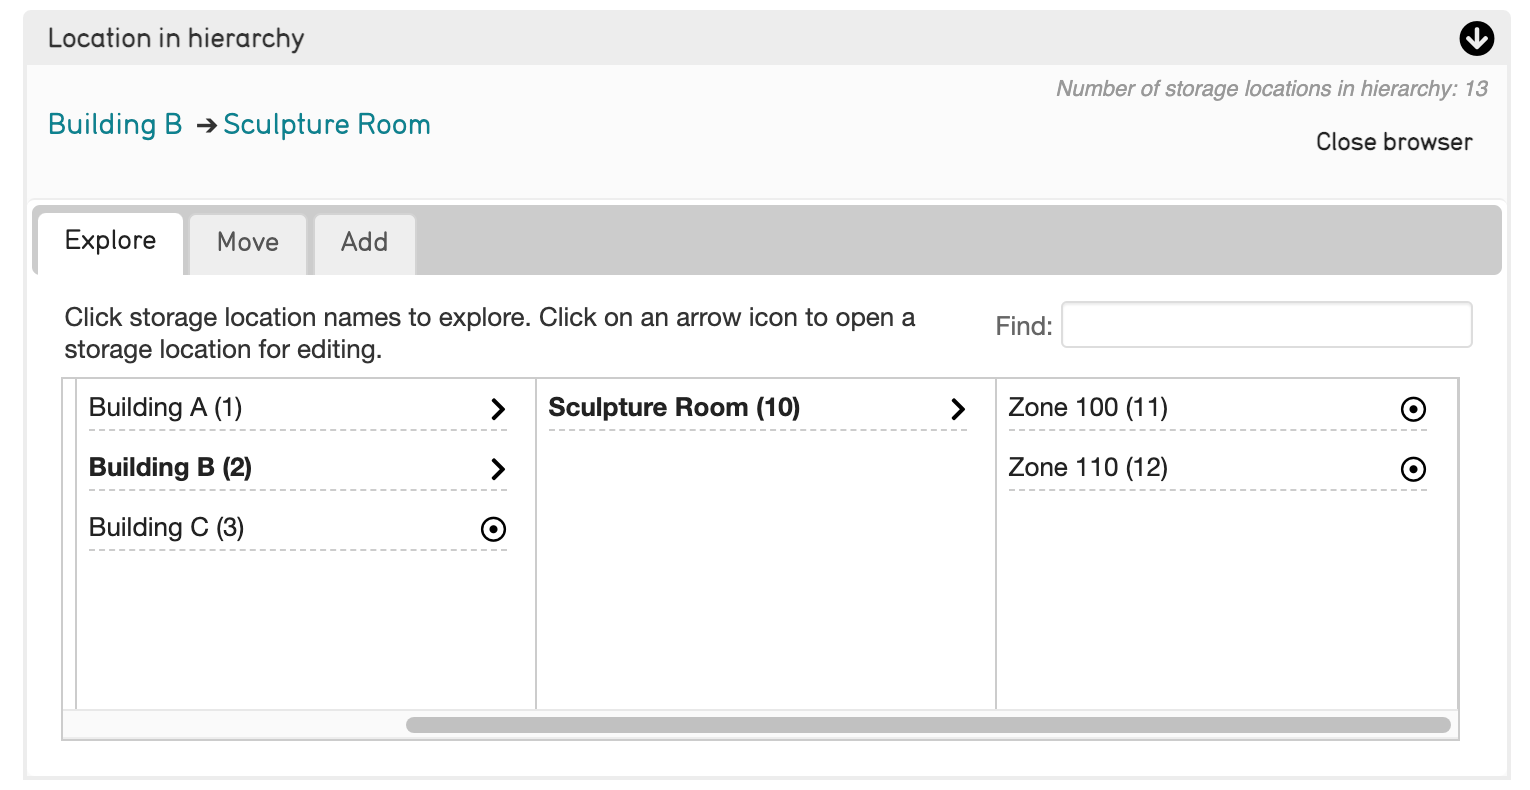 Location in hierarchy
Number of storage locations in hierarchy: 13
Building B → Sculpture Room
Close browser
Explore
Move
Add
Click storage location names to explore. Click on an arrow icon to open a
storage location for editing.
Find:
Building A (1)
Building B (2)
Building C (3)
Sculpture Room (10)
Zone 100 (11)
Zone 110 (12)